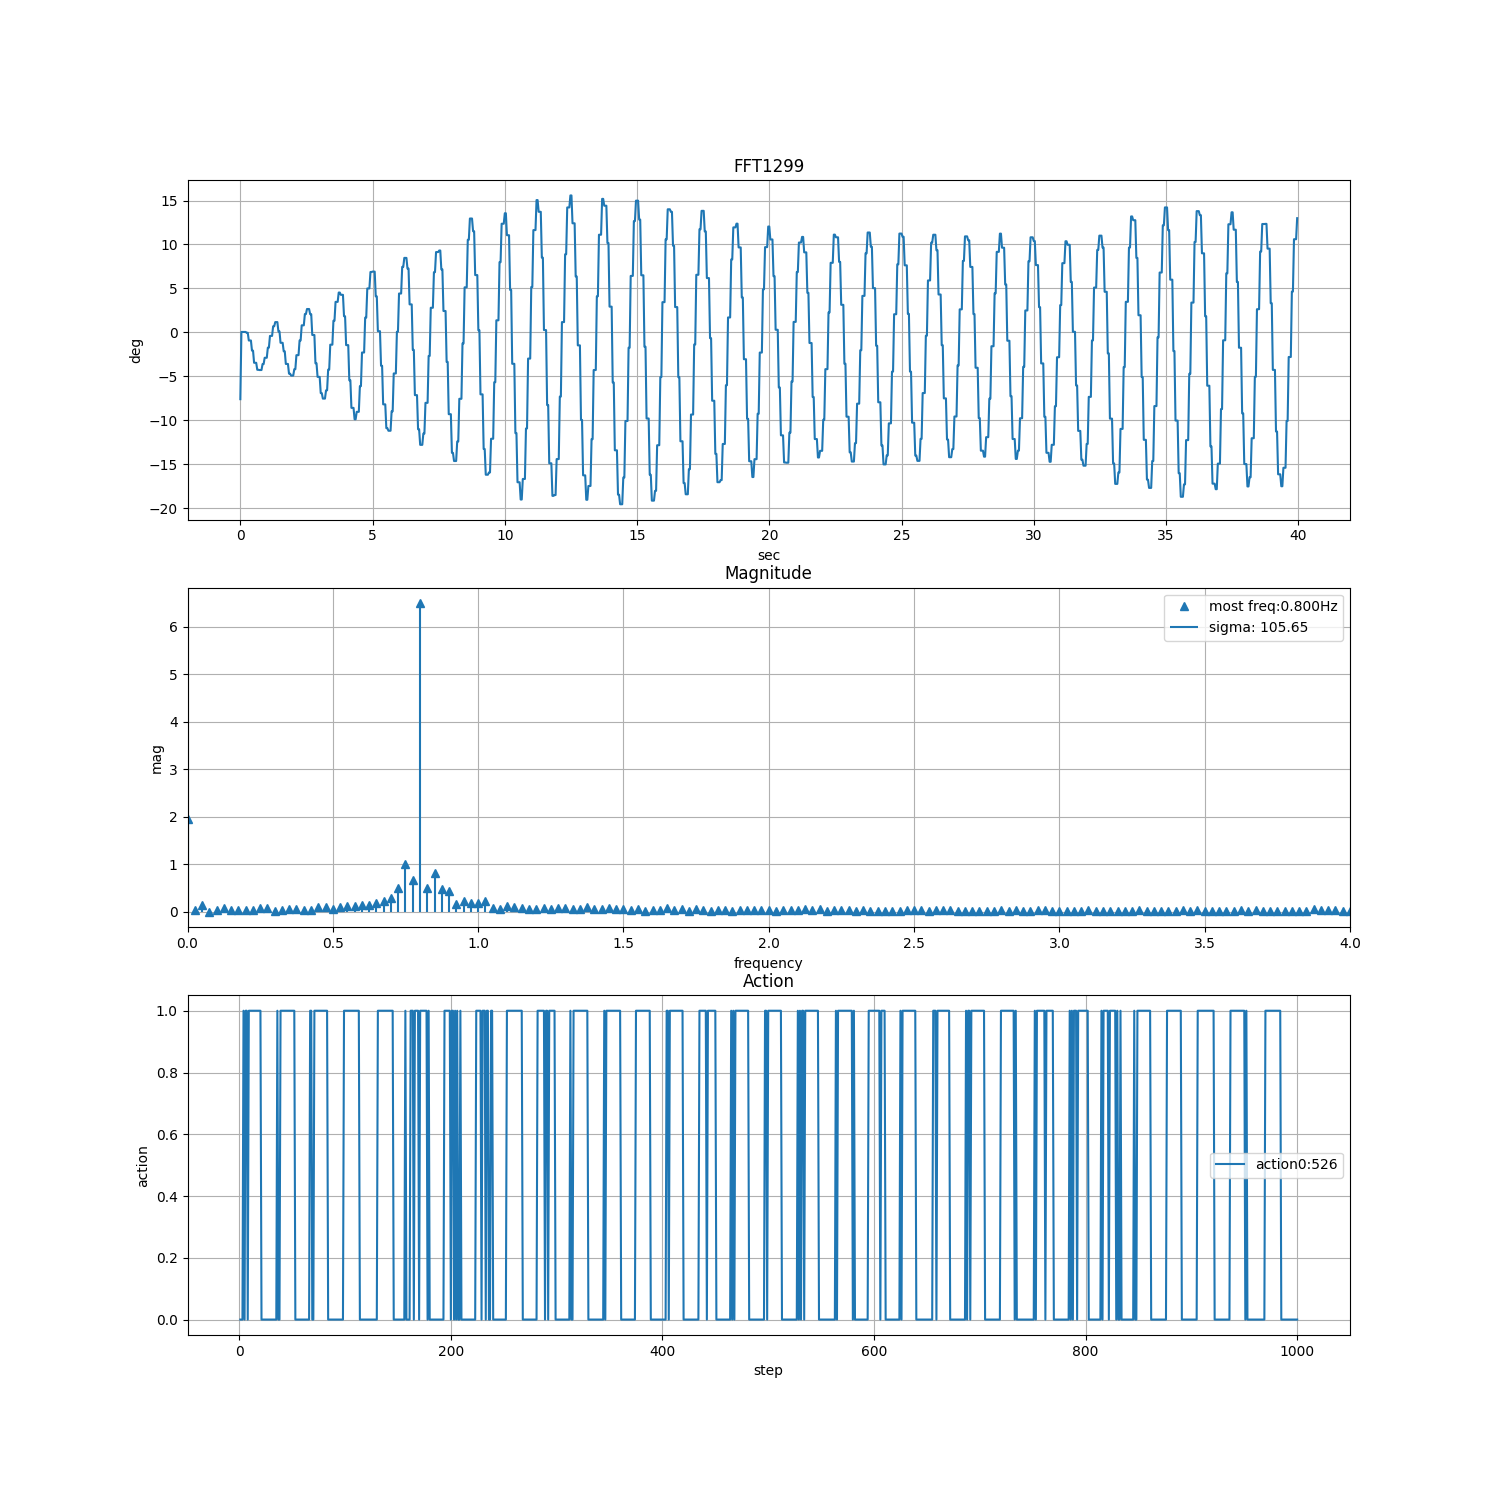 FFT1299
15
10
5
0
−5
−10
−15
−20
deg
0 5 10 15 20 25 30 35 40
sec
Magnitude
most freq:0.800Hz
sigma: 105.65
6
5
4
3
2
1
0
mag
0.0 0.5 1.0 1.5 2.0 2.5 3.0 3.5 4.0
frequency
Action
1.0
0.8
0.6
0.4
0.2
0.0
action
action0:526
0 200 400 600 800 1000
step